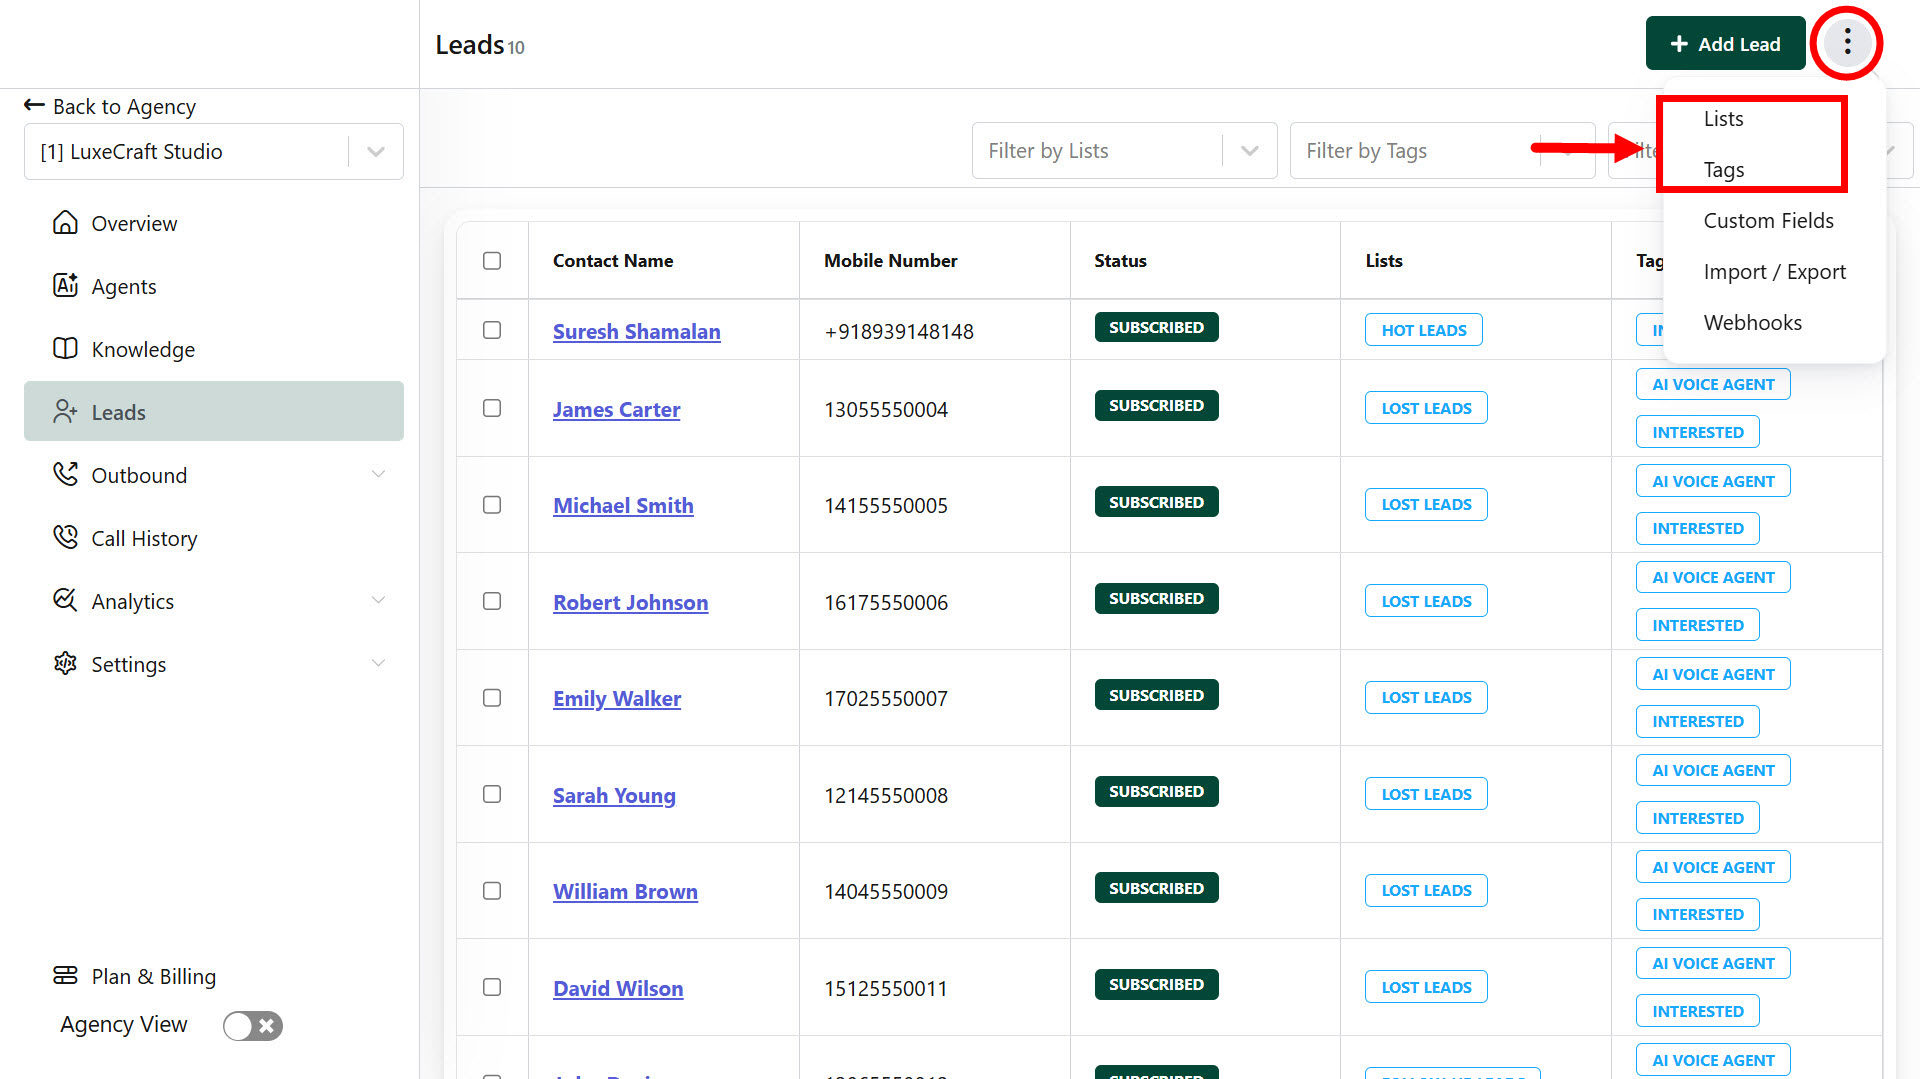 Leads 10
+ Add Lead
← Back to Agency
[1] LuxeCraft Studio
Overview
Agents
Knowledge
Leads
Outbound
Call History
Analytics
Settings
Plan & Billing
Agency View
Filter by Lists
Filter by Tags
Lists
Tags
Custom Fields
Import / Export
Webhooks
Contact Name Mobile Number Status Lists
Suresh Shamalan +918939148148 SUBSCRIBED HOT LEADS
James Carter 13055550004 SUBSCRIBED LOST LEADS AI VOICE AGENT
INTERESTED
Michael Smith 14155550005 SUBSCRIBED LOST LEADS AI VOICE AGENT
INTERESTED
Robert Johnson 16175550006 SUBSCRIBED LOST LEADS AI VOICE AGENT
INTERESTED
Emily Walker 17025550007 SUBSCRIBED LOST LEADS AI VOICE AGENT
INTERESTED
Sarah Young 12145550008 SUBSCRIBED LOST LEADS AI VOICE AGENT
INTERESTED
William Brown 14045550009 SUBSCRIBED LOST LEADS AI VOICE AGENT
INTERESTED
David Wilson 15125550011 SUBSCRIBED LOST LEADS AI VOICE AGENT
INTERESTED
AI VOICE AGENT